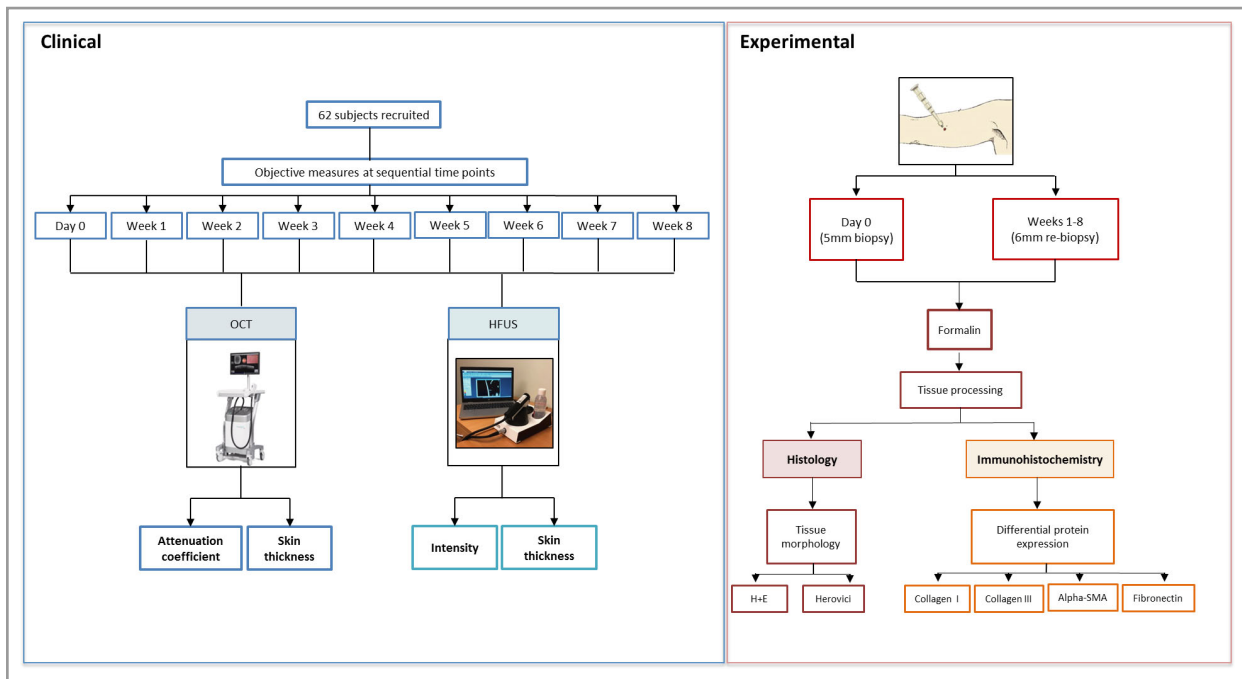 Clinical
62 subjects recruited
Objective measures at sequential time points
Day 0
Week 1
Week 2
Week 3
Week 4
Week 5
Week 6
Week 7
Week 8
OCT
HFUS
Attenuation
coefficient
Skin
thickness
Intensity
Skin
thickness
Experimental
Day 0
(5mm biopsy)
Weeks 1-8
(6mm re-biopsy)
Formalin
Tissue processing
Histology
Immunohistochemistry
Tissue
morphology
Differential protein
expression
H+E
Herovici
Collagen I
Collagen III
Alpha-SMA
Fibronectin